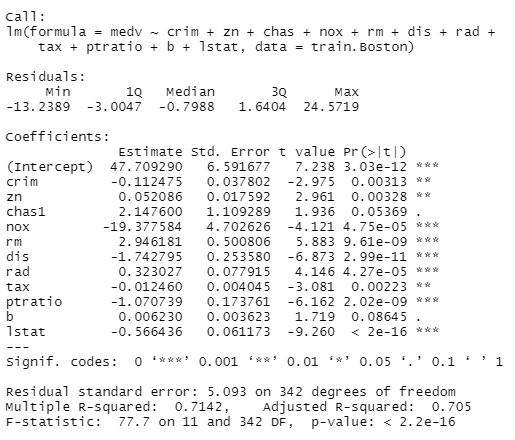 Call:
lm(formula = medv ~ crim + zn + chas + nox + rm + dis + rad +
    tax + ptratio + b + lstat, data = train.Boston)

Residuals:
     Min       1Q   Median       3Q      Max
-13.2389  -3.0047  -0.7988   1.6404  24.5719

Coefficients:
              Estimate Std. Error t value Pr(>|t|)
(Intercept)  47.709290   6.591677   7.238 3.03e-12 ***
crim         -0.112475   0.037802  -2.975  0.00313 **
zn            0.052086   0.017592   2.961  0.00328 **
chas1         2.147600   1.109289   1.936  0.05369 .
nox         -19.377584   4.702626  -4.121 4.75e-05 ***
rm            2.946181   0.500806   5.883 9.61e-09 ***
dis          -1.742795   0.253580  -6.873 2.99e-11 ***
rad           0.323027   0.077915   4.146 4.27e-05 ***
tax          -0.012460   0.004045  -3.081  0.00223 **
ptratio      -1.070739   0.173761  -6.162 2.02e-09 ***
b             0.006230   0.003623   1.719  0.08645 .
lstat        -0.566436   0.061173  -9.260  < 2e-16 ***
---
Signif. codes:  0 ‘***’ 0.001 ‘**’ 0.01 ‘*’ 0.05 ‘.’ 0.1 ‘ ’ 1

Residual standard error: 5.093 on 342 degrees of freedom
Multiple R-squared:  0.7142,    Adjusted R-squared:  0.705
F-statistic:  77.7 on 11 and 342 DF,  p-value: < 2.2e-16